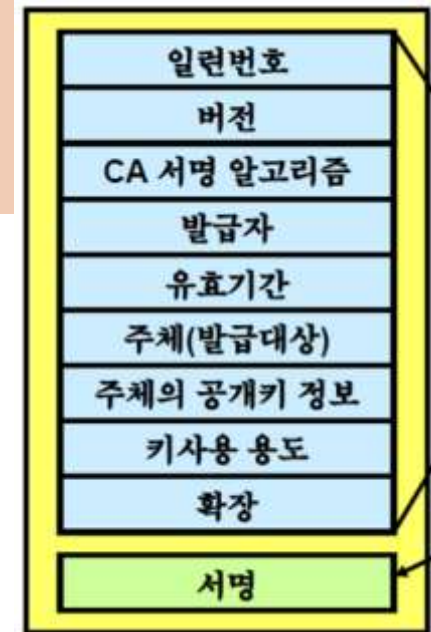 일련번호
버전
CA 서명 알고리즘
발급자
유효기간
주체(발급대상)
주체의 공개키 정보
키사용 용도
확장
서명